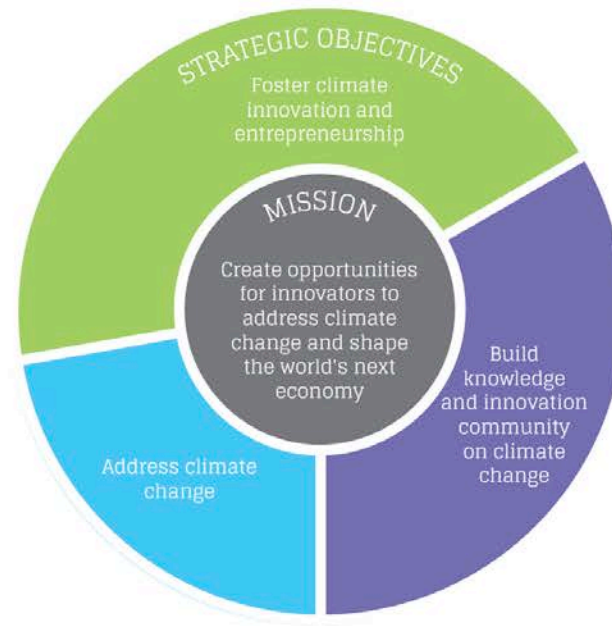 STRATEGIC OBJECTIVES
Foster climate
innovation and
entrepreneurship
MISSION
Create opportunities
for innovators to
address climate
change and shape
the world's next
economy
Build
knowledge
and innovation
community
on climate
change
Address climate
change